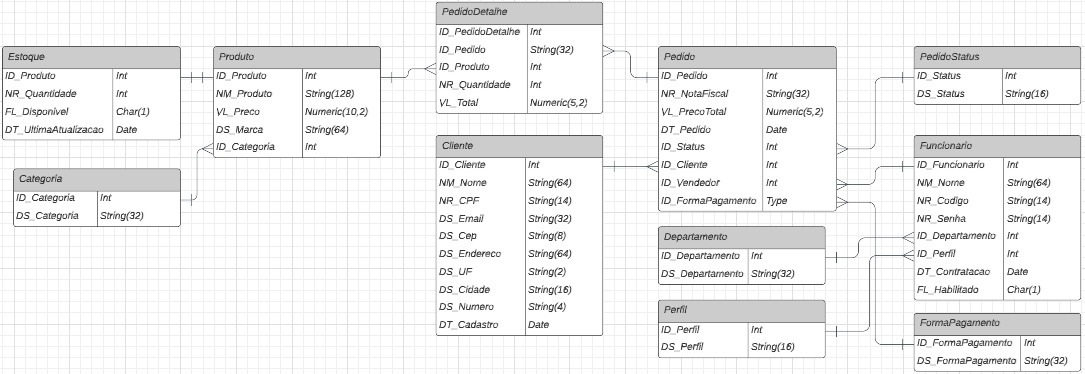 Estoque
ID_Produto Int
NR_Quantidade Int
FL_Disponível Char(1)
DT_UltimaAtualizacao Date
Categoria
ID_Categoria Int
DS_Categoria String(32)
Produto
ID_Produto Int
NM_Produto String(128)
VL_Preco Numeric(10,2)
DS_Marca String(64)
ID_Categoria Int
PedidoDetalhe
ID_PedidoDetalhe Int
ID_Pedido String(32)
ID_Produto Int
NR_Quantidade Int
VL_Total Numeric(5,2)
Cliente
ID_Cliente Int
NM_Nome String(64)
NR_CPF String(14)
DS_Email String(32)
DS_Cep String(8)
DS_Endereco String(64)
DS_UF String(2)
DS_Cidade String(16)
DS_Numero String(4)
DT_Cadastro Date
Pedido
ID_Pedido Int
NR_NotaFiscal String(32)
VL_PrecoTotal Numeric(5,2)
DT_Pedido Date
ID_Status Int
ID_Cliente Int
ID_Vendedor Int
ID_FormaPagamento Type
Departamento
ID_Departamento Int
DS_Departamento String(32)
Perfil
ID_Perfil Int
DS_Perfil String(16)
PedidoStatus
ID_Status Int
DS_Status String(16)
Funcionario
ID_Funcionario Int
NM_Nome String(64)
NR_Codigo String(14)
NR_Senha String(14)
ID_Departamento Int
ID_Perfil Int
DT_Contratacao Date
FL_Habilitado Char(1)
FormaPagamento
ID_FormaPagamento Int
DS_FormaPagamento String(32)